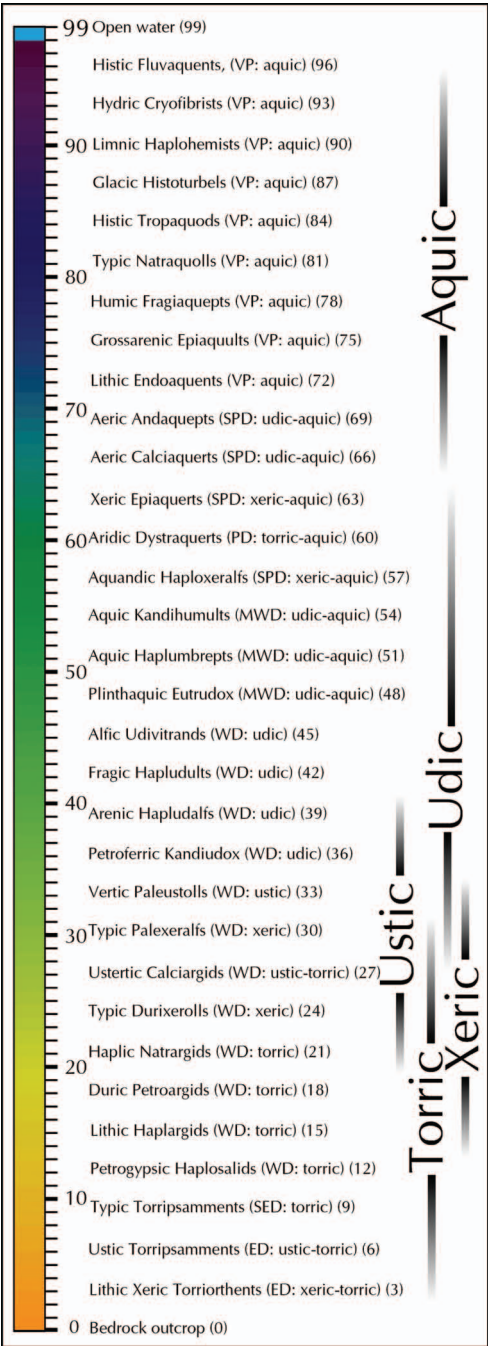 99 Open water (99)
Histic Fluvaquents, (VP: aquic) (96)
Hydric Cryofibrists (VP: aquic) (93)
90 Limnic Haplohemists (VP: aquic) (90)
Glacic Histoturbels (VP: aquic) (87)
Histic Tropaquods (VP: aquic) (84)
Typic Natraquolls (VP: aquic) (81)
80
Humic Fragiaquepts (VP: aquic) (78)
Grossarenic Epiaquults (VP: aquic) (75)
Lithic Endoaquents (VP: aquic) (72)
70 Aeric Andaquepts (SPD: udic-aquic) (69)
Aeric Calciaquerts (SPD: udic-aquic) (66)
Xeric Epiaquerts (SPD: xeric-aquic) (63)
60 Aridic Dystraquerts (PD: torric-aquic) (60)
Aquandic Haploxeralfs (SPD: xeric-aquic) (57)
Aquic Kandihumults (MWD: udic-aquic) (54)
Aquic Haplumbrepts (MWD: udic-aquic) (51)
50
Plinthaquic Eutrudox (MWD: udic-aquic) (48)
Alfic Udivitrands (WD: udic) (45)
Fragic Hapludults (WD: udic) (42)
40
Arenic Hapludalfs (WD: udic) (39)
Petroferric Kandiudox (WD: udic) (36)
Vertic Paleustolls (WD: ustic) (33)
30 Typic Palexeralfs (WD: xeric) (30)
Ustertic Calciargids (WD: ustic-torric) (27)
Typic Durixerolls (WD: xeric) (24)
Haplic Natrargids (WD: torric) (21)
20
Duric Petroargids (WD: torric) (18)
Lithic Haplargids (WD: torric) (15)
Petrogypsic Haplosalids (WD: torric) (12)
10
Typic Torripsamments (SED: torric) (9)
Ustic Torripsamments (ED: ustic-torric) (6)
Lithic Xeric Torriorthents (ED: xeric-torric) (3)
0 Bedrock outcrop (0)
Aquic
Udic
Ustic
Xeric
Torric